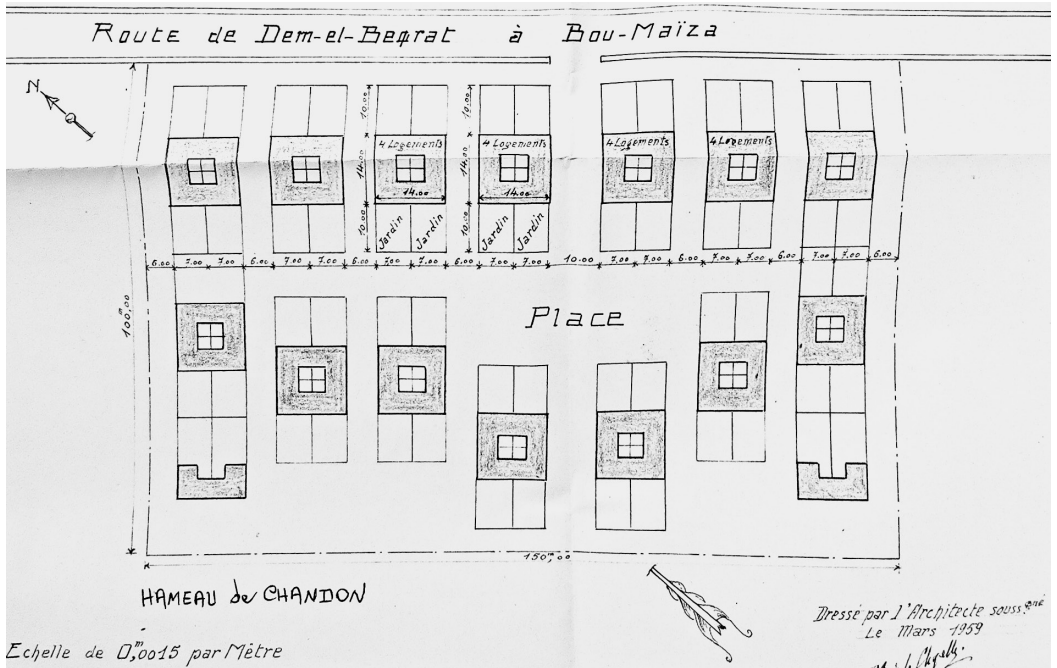 Route de Dem-el-Begrat à Bou-Maïza
N
10.00 10.00
4 Logements 4 Logements 4 Logements 4 Logements
14.00 14.00
14.00 14.00
10.00 Jardin Jardin 10.00 Jardin Jardin
6.00 7.00 7.00 6.00 7.00 7.00 6.00 7.00 7.00 6.00 7.00 7.00 10.00 7.00 7.00 6.00 7.00 7.00 6.00 7.00 7.00 6.00
100,00
Place
150m,00
HAMEAU de CHANDON
Dressé par l'Architecte souss.gné
Le Mars 1959
Echelle de 0,m0015 par Mètre